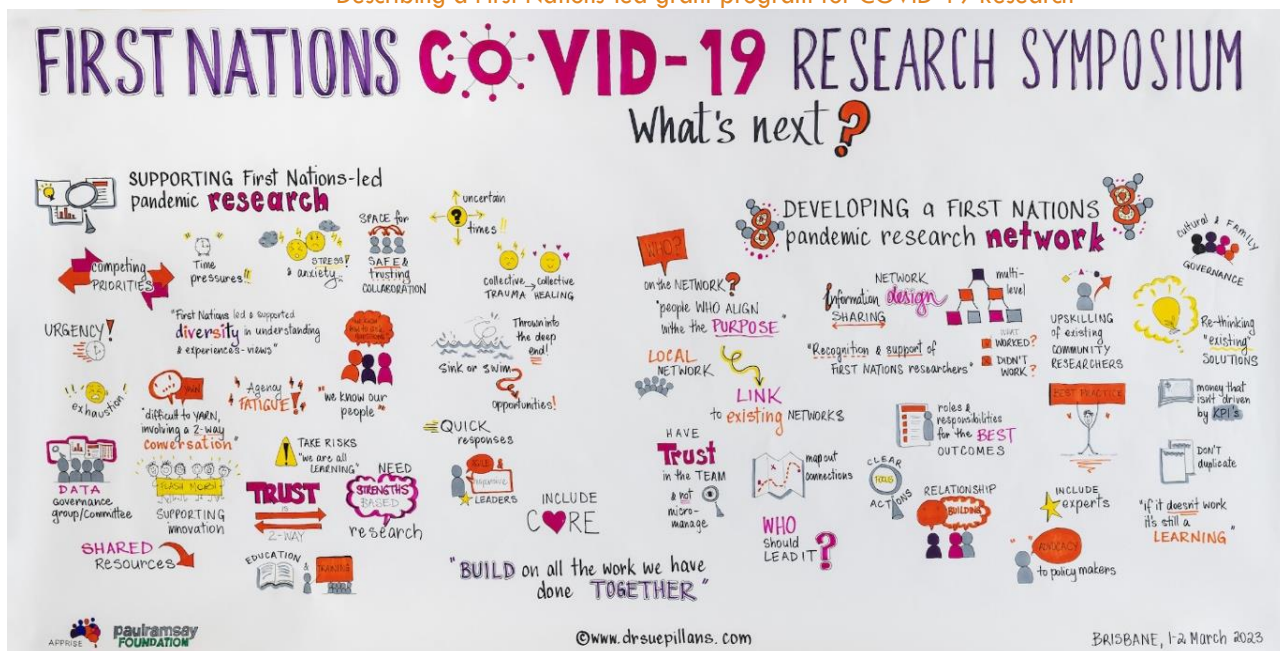 Describing a First Nations-led grant program for COVID-19 Research
FIRST NATIONS COVID-19 RESEARCH SYMPOSIUM
What's next?
SUPPORTING First Nations-led
pandemic research
competing
PRIORITIES
Time
pressures!!
STRESS!
& anxiety
SPACE for
SAFE &
trusting
COLLABORATION
uncertain
times!!
collective
TRAUMA
collective
HEALING
URGENCY!
"First Nations led & supported
diversity in understanding
& experiences-views"
"we know our
people"
Thrown into
the deep
end!
Sink or swim
opportunities!
exhaustion
YARN
"difficult to YARN,
involving a 2-way
conversation"
Agency
FATIGUE!
TAKE RISKS
"we are all
LEARNING"
QUICK
responses
AGILE
responsive
LEADERS
DATA
governance
group/committee
FLASH MOBS!
SUPPORTING
innovation
TRUST
IS
2-WAY
NEED
STRENGTHS
BASED
research
SHARED
Resources
EDUCATION
&
TRAINING
INCLUDE
CORE
"BUILD on all the work we have
done TOGETHER"
DEVELOPING a FIRST NATIONS
pandemic research network
WHO?
on the NETWORK?
"people WHO ALIGN
withe the PURPOSE"
LOCAL
NETWORK
LINK
to existing NETWORKS
NETWORK
design
Information
SHARING
multi-
level
"Recognition & support of
FIRST NATIONS researchers"
WHAT
WORKED?
DIDN'T
WORK?
UPSKILLING
of existing
COMMUNITY
RESEARCHERS
Cultural & Family
GOVERNANCE
Re-thinking
"existing"
SOLUTIONS
HAVE
Trust
in the TEAM
& not
micro-
manage
map out
connections
WHO
should
LEAD IT?
roles &
responsibilities
for the BEST
OUTCOMES
CLEAR
FOCUS
ACTIONS
RELATIONSHIP
BUILDING
BEST PRACTICE
INCLUDE
experts
ADVOCACY
to policy makers
money that
isn't driven
by KPI's
DON'T
duplicate
"if it doesn't work
it's still a
LEARNING"
APPRISE
paulramsay
FOUNDATION
©www.drsuepillans.com
BRISBANE, 1-2 March 2023